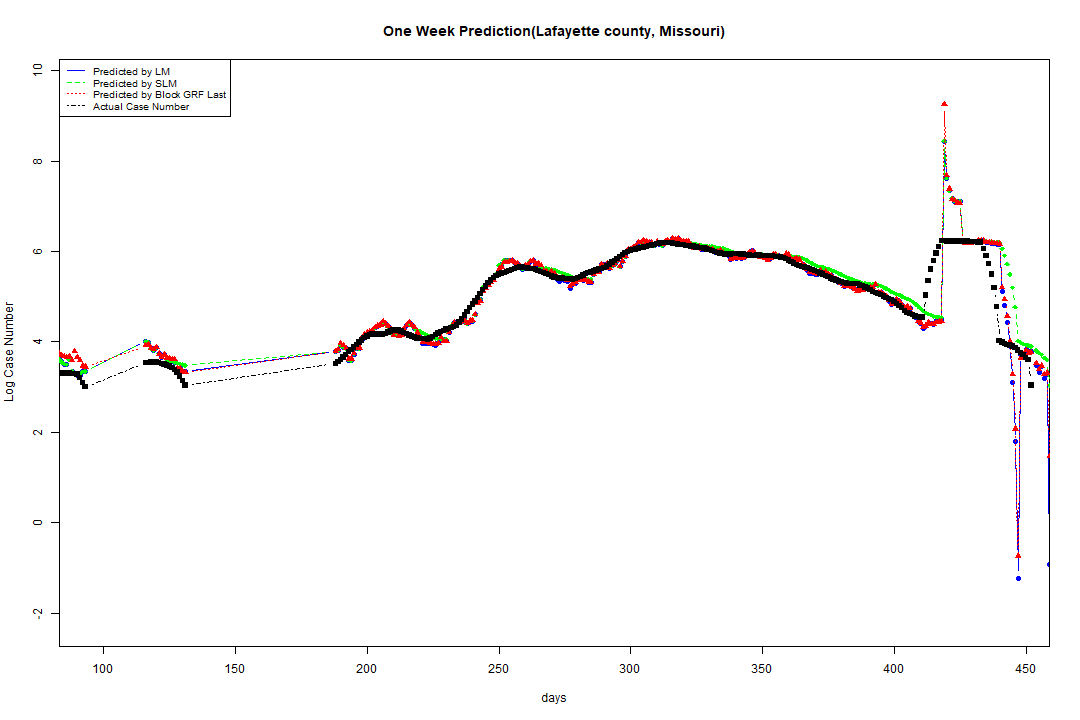 One Week Prediction(Lafayette county, Missouri)
Predicted by LM
Predicted by SLM
Predicted by Block GRF Last
Actual Case Number
Log Case Number
10
8
6
4
2
0
-2
100 150 200 250 300 350 400 450
days